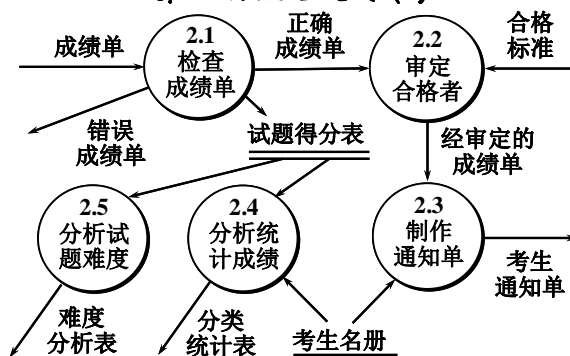 成绩单
2.1
检查
成绩单
正确
成绩单
2.2
审定
合格者
合格
标准
错误
成绩单
试题得分表
经审定的
成绩单
2.5
分析试
题难度
2.4
分析统
计成绩
2.3
制作
通知单
考生
通知单
难度
分析表
分类
统计表
考生名册